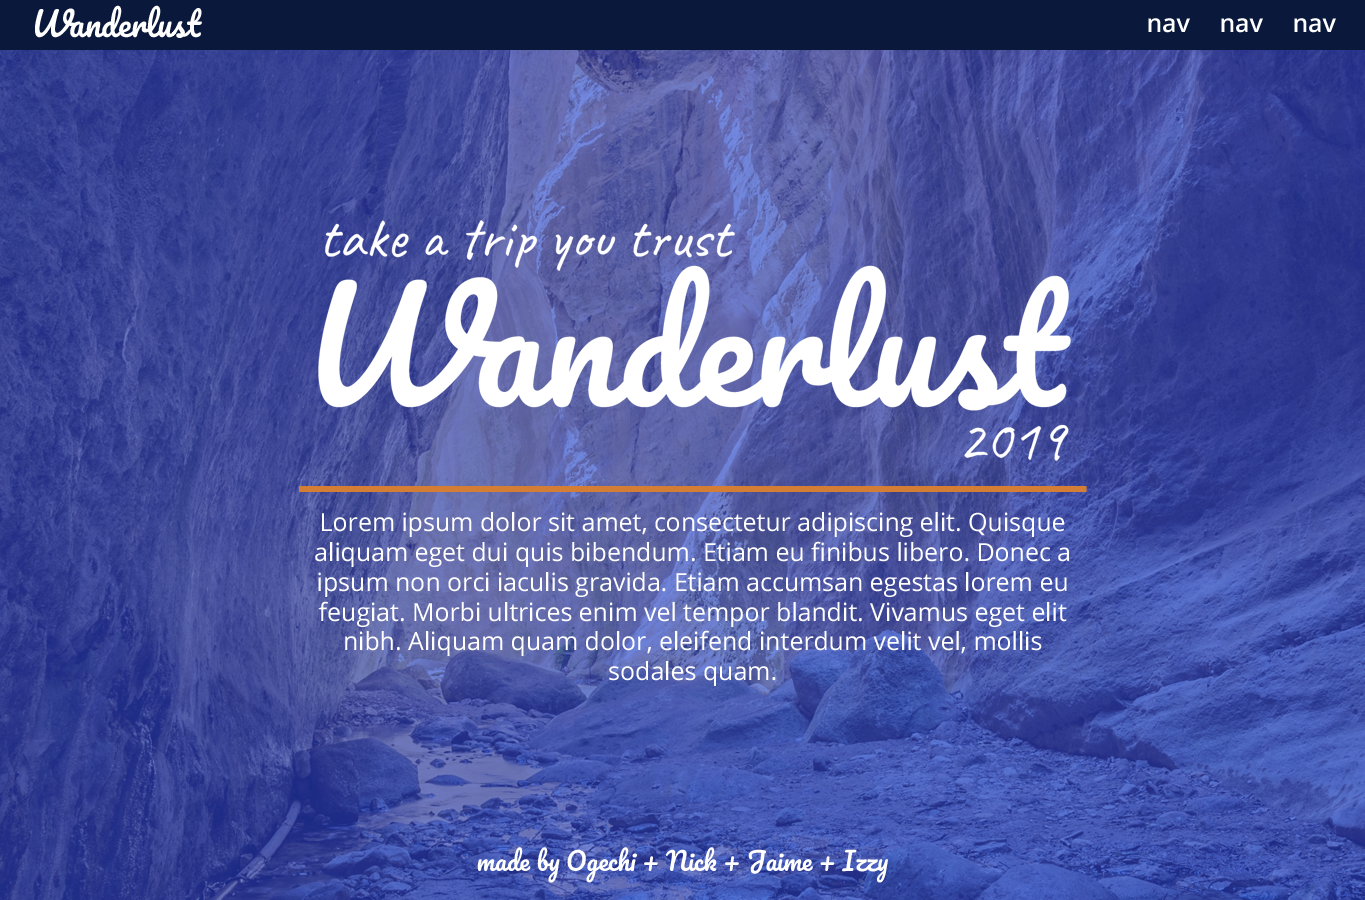 Wanderlust
nav nav nav
take a trip you trust
Wanderlust
2019
Lorem ipsum dolor sit amet, consectetur adipiscing elit. Quisque
aliquam eget dui quis bibendum. Etiam eu finibus libero. Donec a
ipsum non orci iaculis gravida. Etiam accumsan egestas lorem eu
feugiat. Morbi ultrices enim vel tempor blandit. Vivamus eget elit
nibh. Aliquam quam dolor, eleifend interdum velit vel, mollis
sodales quam.
made by Ogechi + Nick + Jaime + Izzy